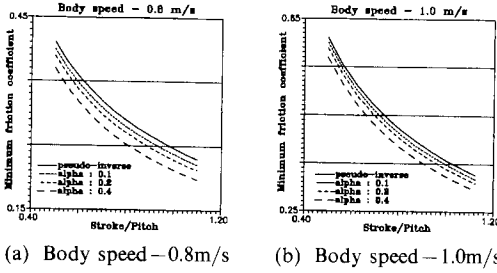 Body speed - 0.8 m/s
0.45
Minimum friction coefficient
pseudo-inverse
alpha : 0.1
alpha : 0.2
alpha : 0.4
0.15
0.40
1.20
Stroke/Pitch
(a) Body speed-0.8m/s
Body speed - 1.0 m/s
0.65
Minimum friction coefficient
pseudo-inverse
alpha : 0.1
alpha : 0.2
alpha : 0.4
0.25
0.40
1.20
Stroke/Pitch
(b) Body speed-1.0m/s